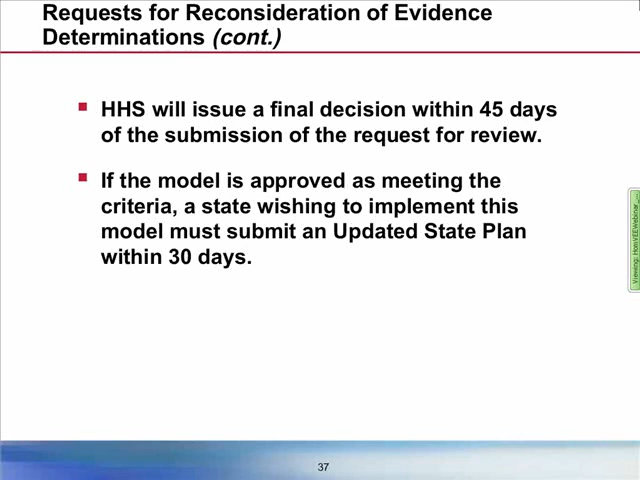 Requests for Reconsideration of Evidence
Determinations (cont.)
HHS will issue a final decision within 45 days
of the submission of the request for review.
If the model is approved as meeting the
criteria, a state wishing to implement this
model must submit an Updated State Plan
within 30 days.
Viewing: HomVEEWebinar_...
37